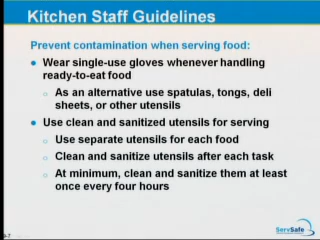 Kitchen Staff Guidelines
Prevent contamination when serving food:
Wear single-use gloves whenever handling
ready-to-eat food
As an alternative use spatulas, tongs, deli
sheets, or other utensils
Use clean and sanitized utensils for serving
Use separate utensils for each food
Clean and sanitize utensils after each task
At minimum, clean and sanitize them at least
once every four hours
ServSafe